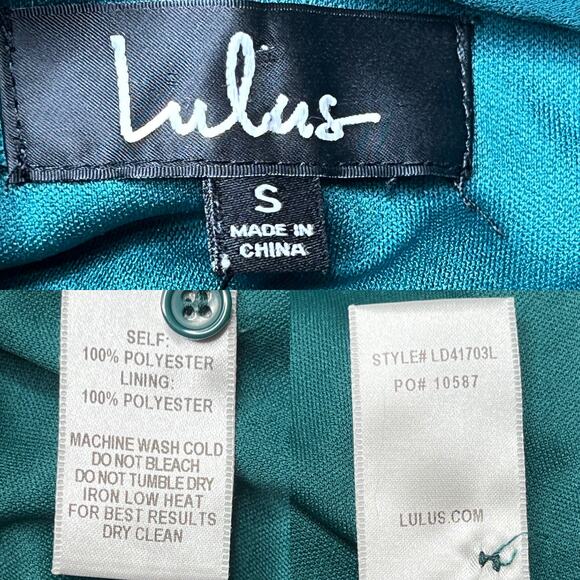 Lulus
S
MADE IN
CHINA
SELF:
100% POLYESTER
LINING:
100% POLYESTER
MACHINE WASH COLD
DO NOT BLEACH
DO NOT TUMBLE DRY
IRON LOW HEAT
FOR BEST RESULTS
DRY CLEAN
STYLE# LD41703L
PO# 10587
LULUS.COM